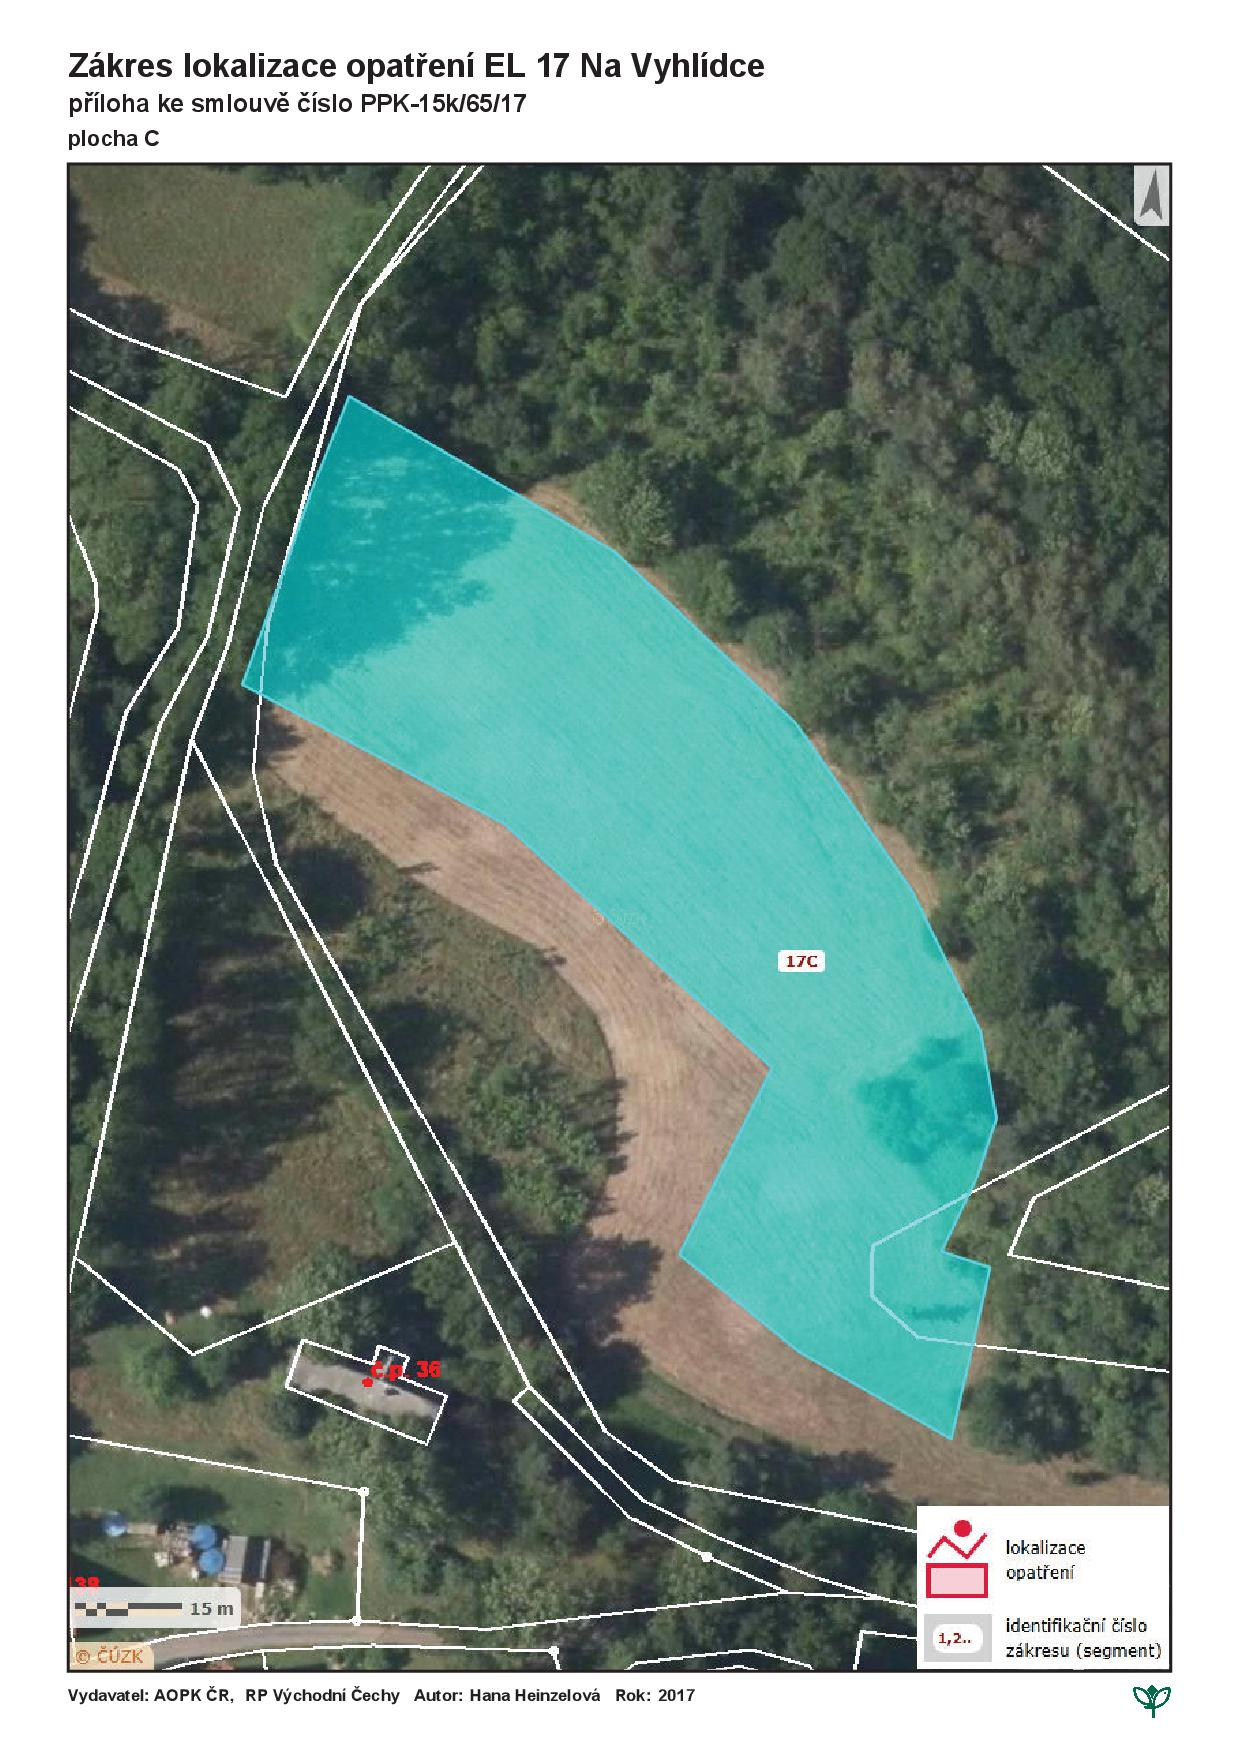 Zákres lokalizace opatření EL 17 Na Vyhlídce
příloha ke smlouvě číslo PPK-15k/65/17
plocha C
© ČÚZK
17C
č.p. 36
38
15 m
© ČÚZK
lokalizace
opatření
1,2..
identifikační číslo
zákresu (segment)
Vydavatel: AOPK ČR, RP Východní Čechy Autor: Hana Heinzelová Rok: 2017